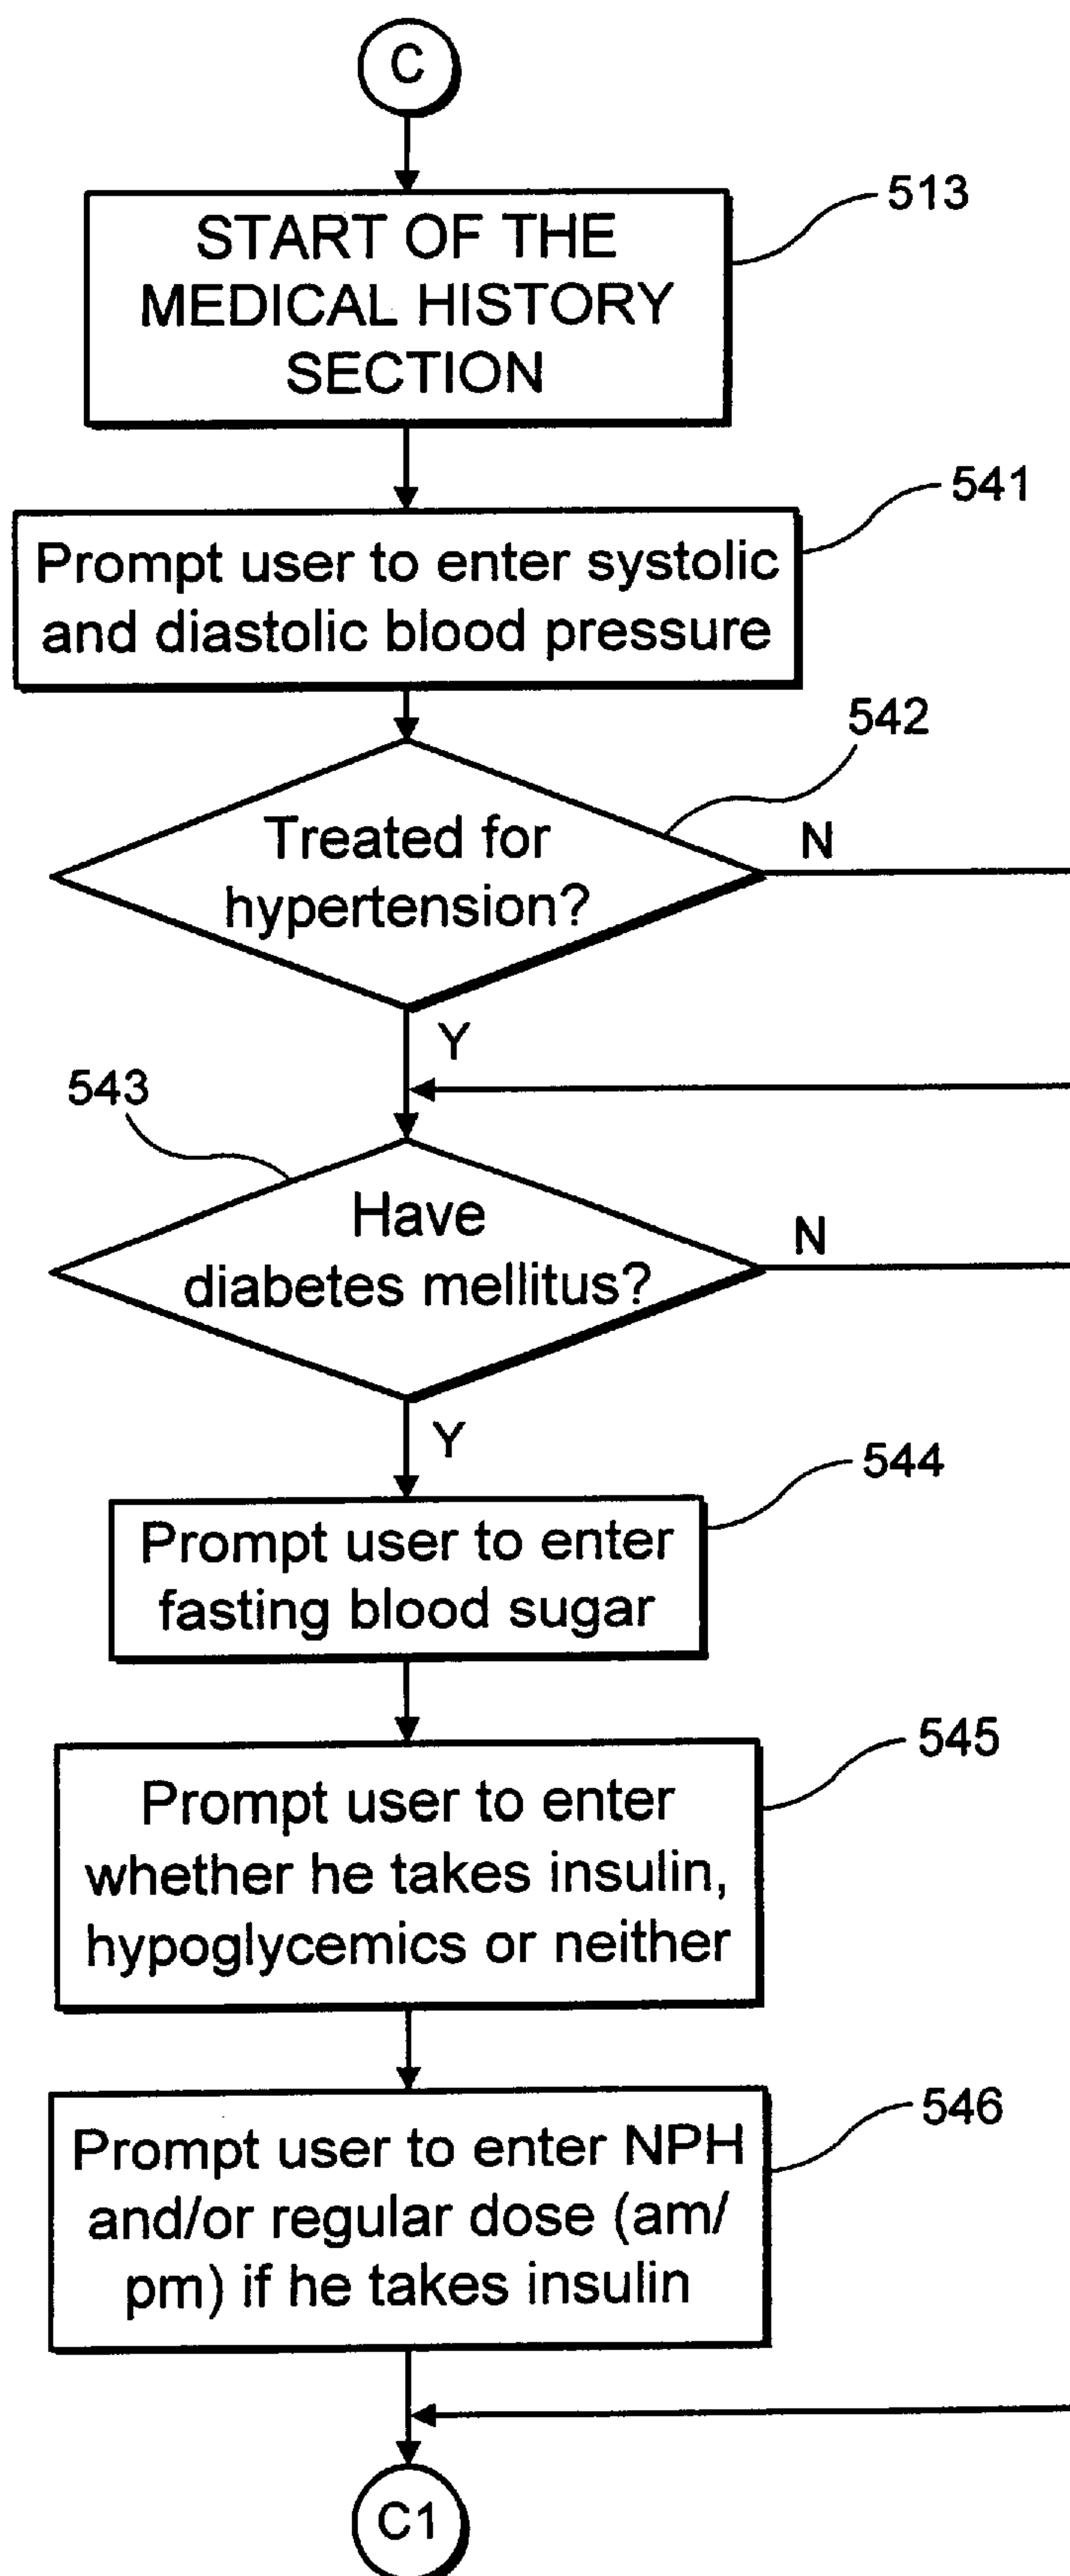 C
513
START OF THE
MEDICAL HISTORY
SECTION
541
Prompt user to enter systolic
and diastolic blood pressure
542
Treated for
hypertension?
N
Y
543
Have
diabetes mellitus?
N
Y
544
Prompt user to enter
fasting blood sugar
545
Prompt user to enter
whether he takes insulin,
hypoglycemics or neither
546
Prompt user to enter NPH
and/or regular dose (am/
pm) if he takes insulin
C1